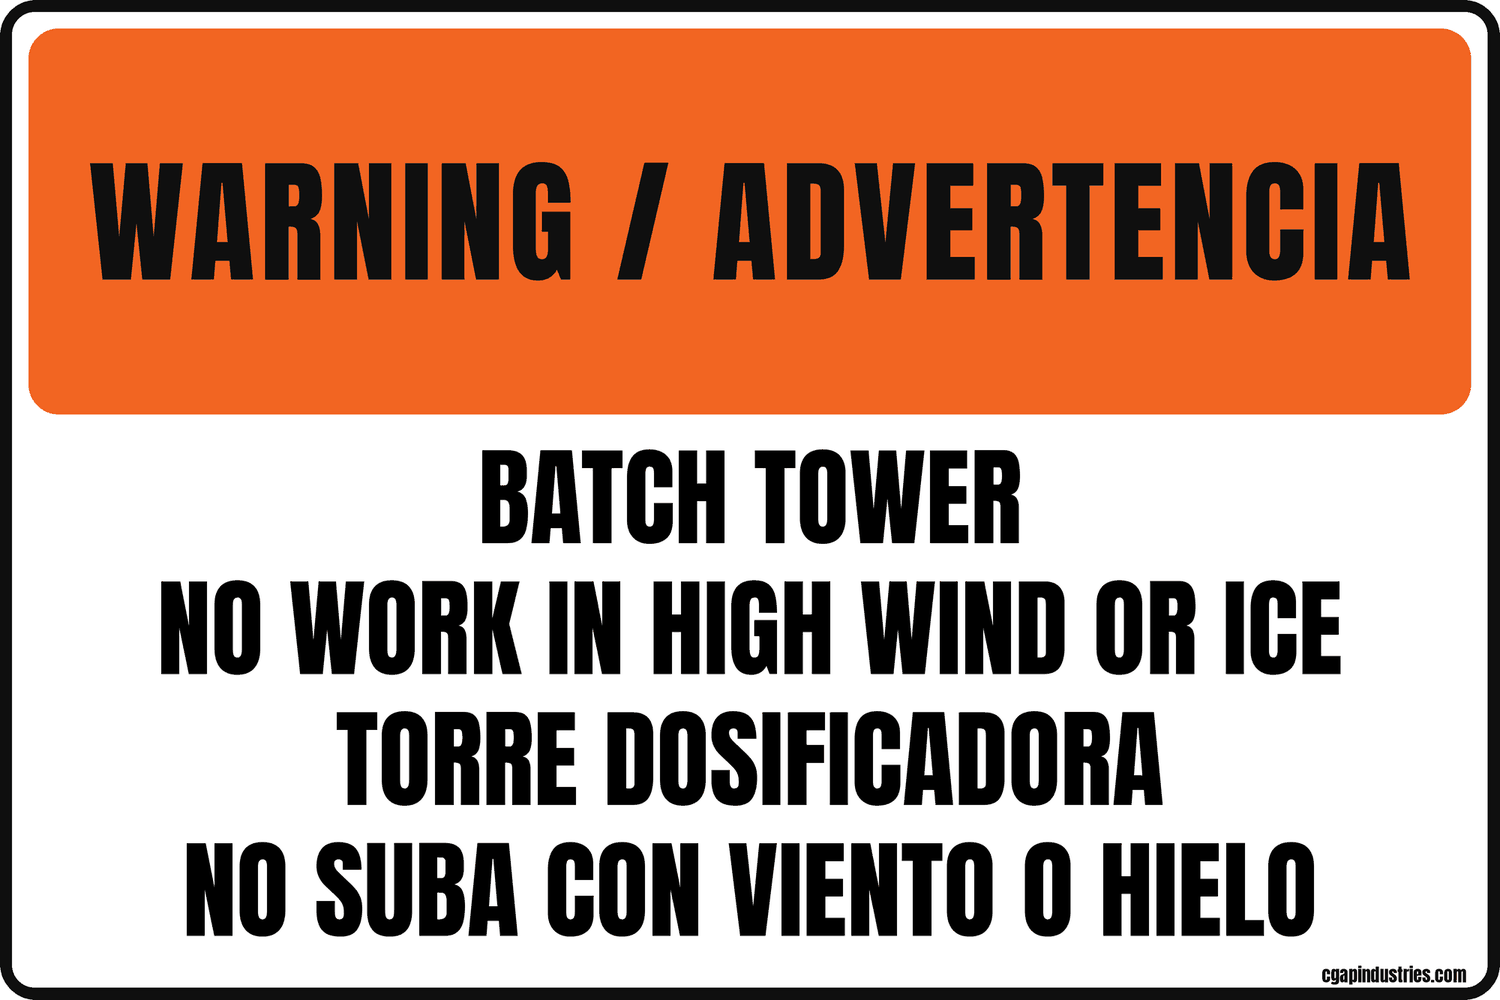 WARNING / ADVERTENCIA
BATCH TOWER
NO WORK IN HIGH WIND OR ICE
TORRE DOSIFICADORA
NO SUBA CON VIENTO O HIELO
cgapindustries.com